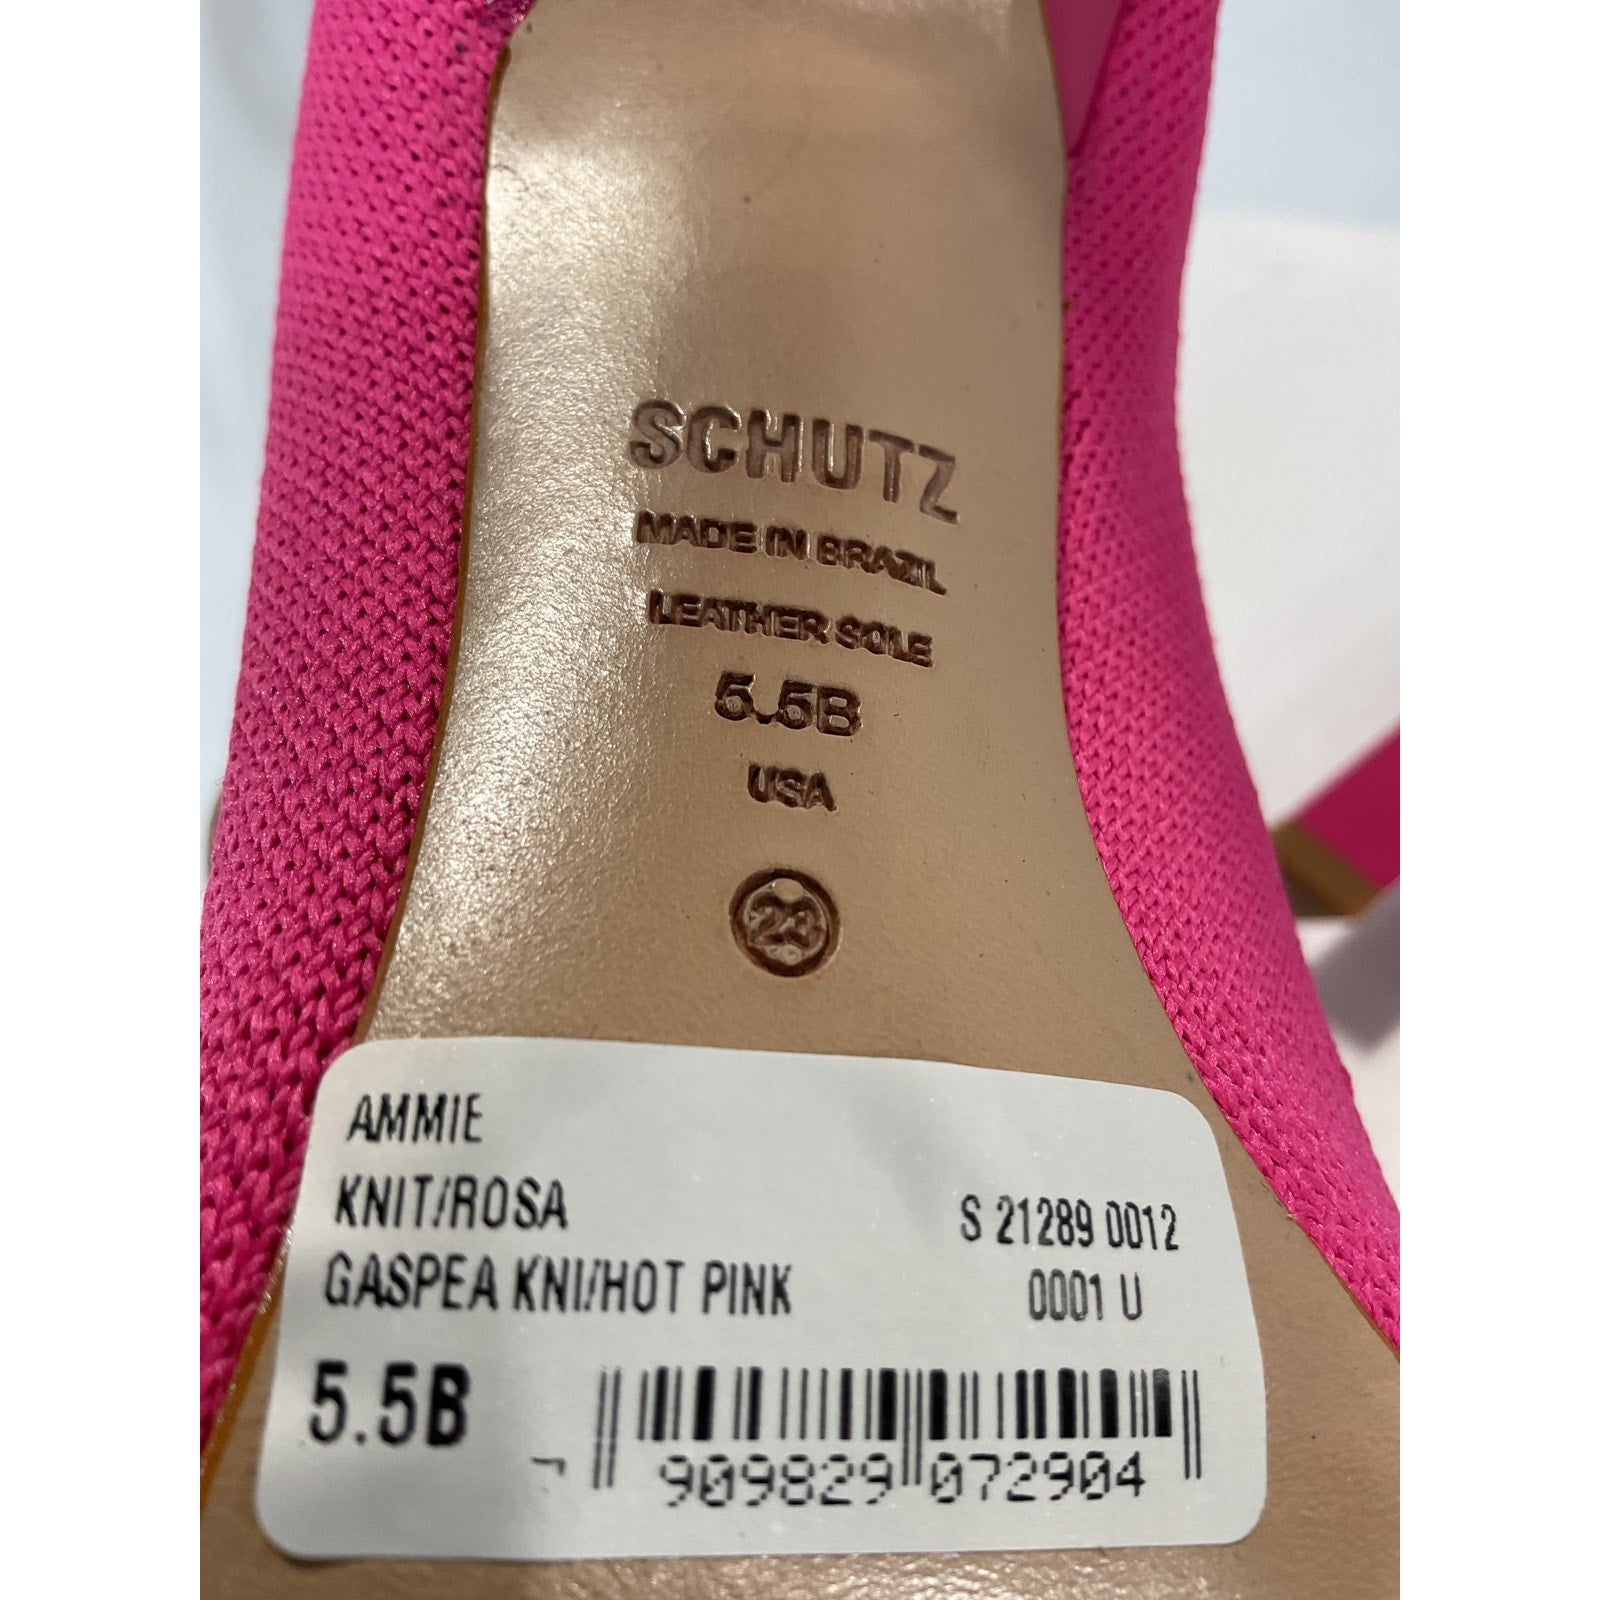 SCHUTZ
MADE IN BRAZIL
LEATHER SOLE
5.5B
USA
23
AMMIE
KNIT/ROSA
GASPEA KNI/HOT PINK
S 21289 0012
0001 U
5.5B
7 909829 072904